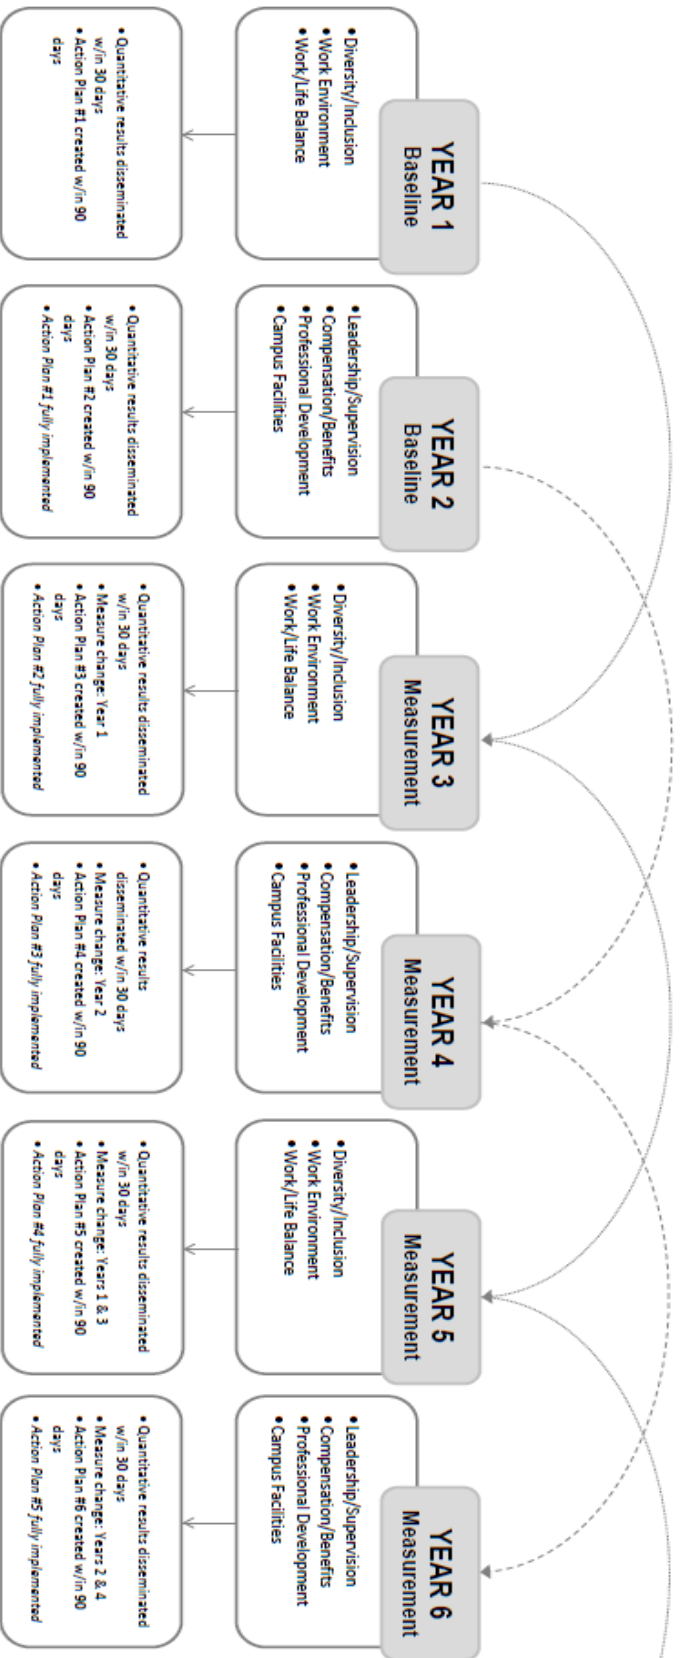 YEAR 1
Baseline
• Diversity/Inclusion
• Work Environment
• Work/Life Balance
• Quantitative results disseminated
w/in 30 days
• Action Plan #1 created w/in 90
days
YEAR 2
Baseline
• Leadership/Supervision
• Compensation/Benefits
• Professional Development
• Campus Facilities
• Quantitative results disseminated
w/in 30 days
• Action Plan #2 created w/in 90
days
• Action Plan #1 fully implemented
YEAR 3
Measurement
• Diversity/Inclusion
• Work Environment
• Work/Life Balance
• Quantitative results disseminated
w/in 30 days
• Measure change: Year 1
• Action Plan #3 created w/in 90
days
• Action Plan #2 fully implemented
YEAR 4
Measurement
• Leadership/Supervision
• Compensation/Benefits
• Professional Development
• Campus Facilities
• Quantitative results
disseminated w/in 30 days
• Measure change: Year 2
• Action Plan #4 created w/in 90
days
• Action Plan #3 fully implemented
YEAR 5
Measurement
• Diversity/Inclusion
• Work Environment
• Work/Life Balance
• Quantitative results disseminated
w/in 30 days
• Measure change: Years 1 & 3
• Action Plan #5 created w/in 90
days
• Action Plan #4 fully implemented
YEAR 6
Measurement
• Leadership/Supervision
• Compensation/Benefits
• Professional Development
• Campus Facilities
• Quantitative results disseminated
w/in 30 days
• Measure change: Years 2 & 4
• Action Plan #6 created w/in 90
days
• Action Plan #5 fully implemented